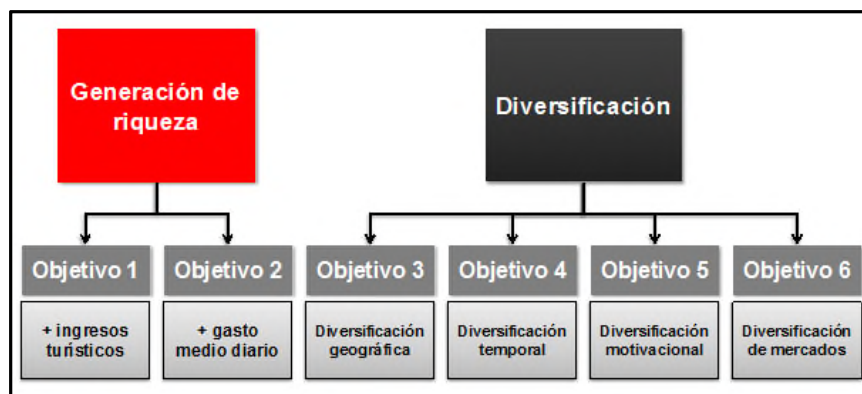 Generación de
riqueza
Diversificación
Objetivo 1
Objetivo 2
Objetivo 3
Objetivo 4
Objetivo 5
Objetivo 6
+ ingresos
turísticos
+ gasto
medio diario
Diversificación
geográfica
Diversificación
temporal
Diversificación
motivacional
Diversificación
de mercados